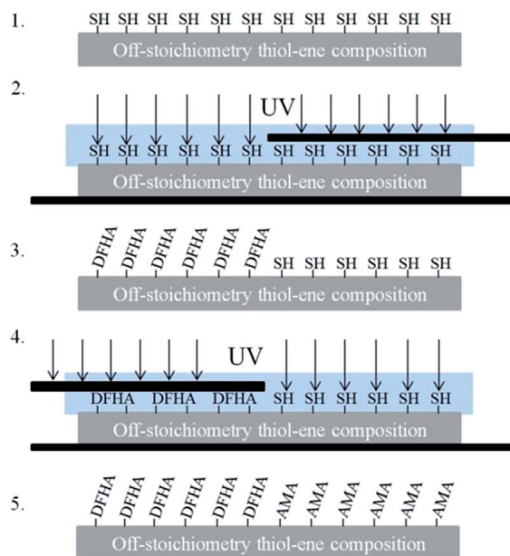 1. SH SH SH SH SH SH SH SH SH SH SH SH
Off-stoichiometry thiol-ene composition
2.
UV
SH SH SH SH SH SH SH SH SH SH SH SH
Off-stoichiometry thiol-ene composition
3. DFHA DFHA DFHA DFHA DFHA DFHA SH SH SH SH SH SH
Off-stoichiometry thiol-ene composition
4.
UV
DFHA DFHA DFHA SH SH SH SH SH SH
Off-stoichiometry thiol-ene composition
5. DFHA DFHA DFHA DFHA DFHA DFHA AMA AMA AMA AMA AMA AMA
Off-stoichiometry thiol-ene composition